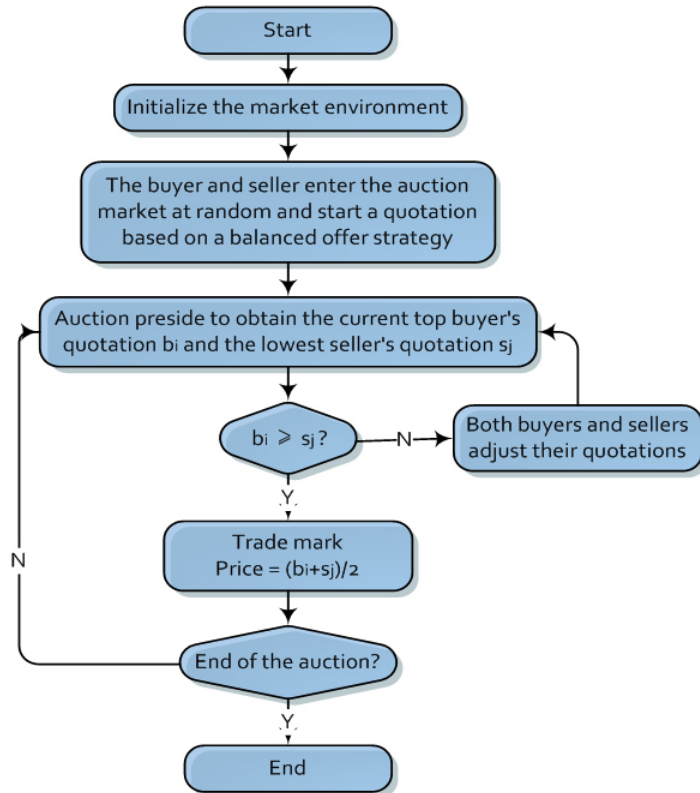 Start
Initialize the market environment
The buyer and seller enter the auction
market at random and start a quotation
based on a balanced offer strategy
Auction preside to obtain the current top buyer's
quotation bi and the lowest seller's quotation sj
bi ⩾ sj?
N
Both buyers and sellers
adjust their quotations
Y
Trade mark
Price = (bi+sj)/2
N
End of the auction?
Y
End